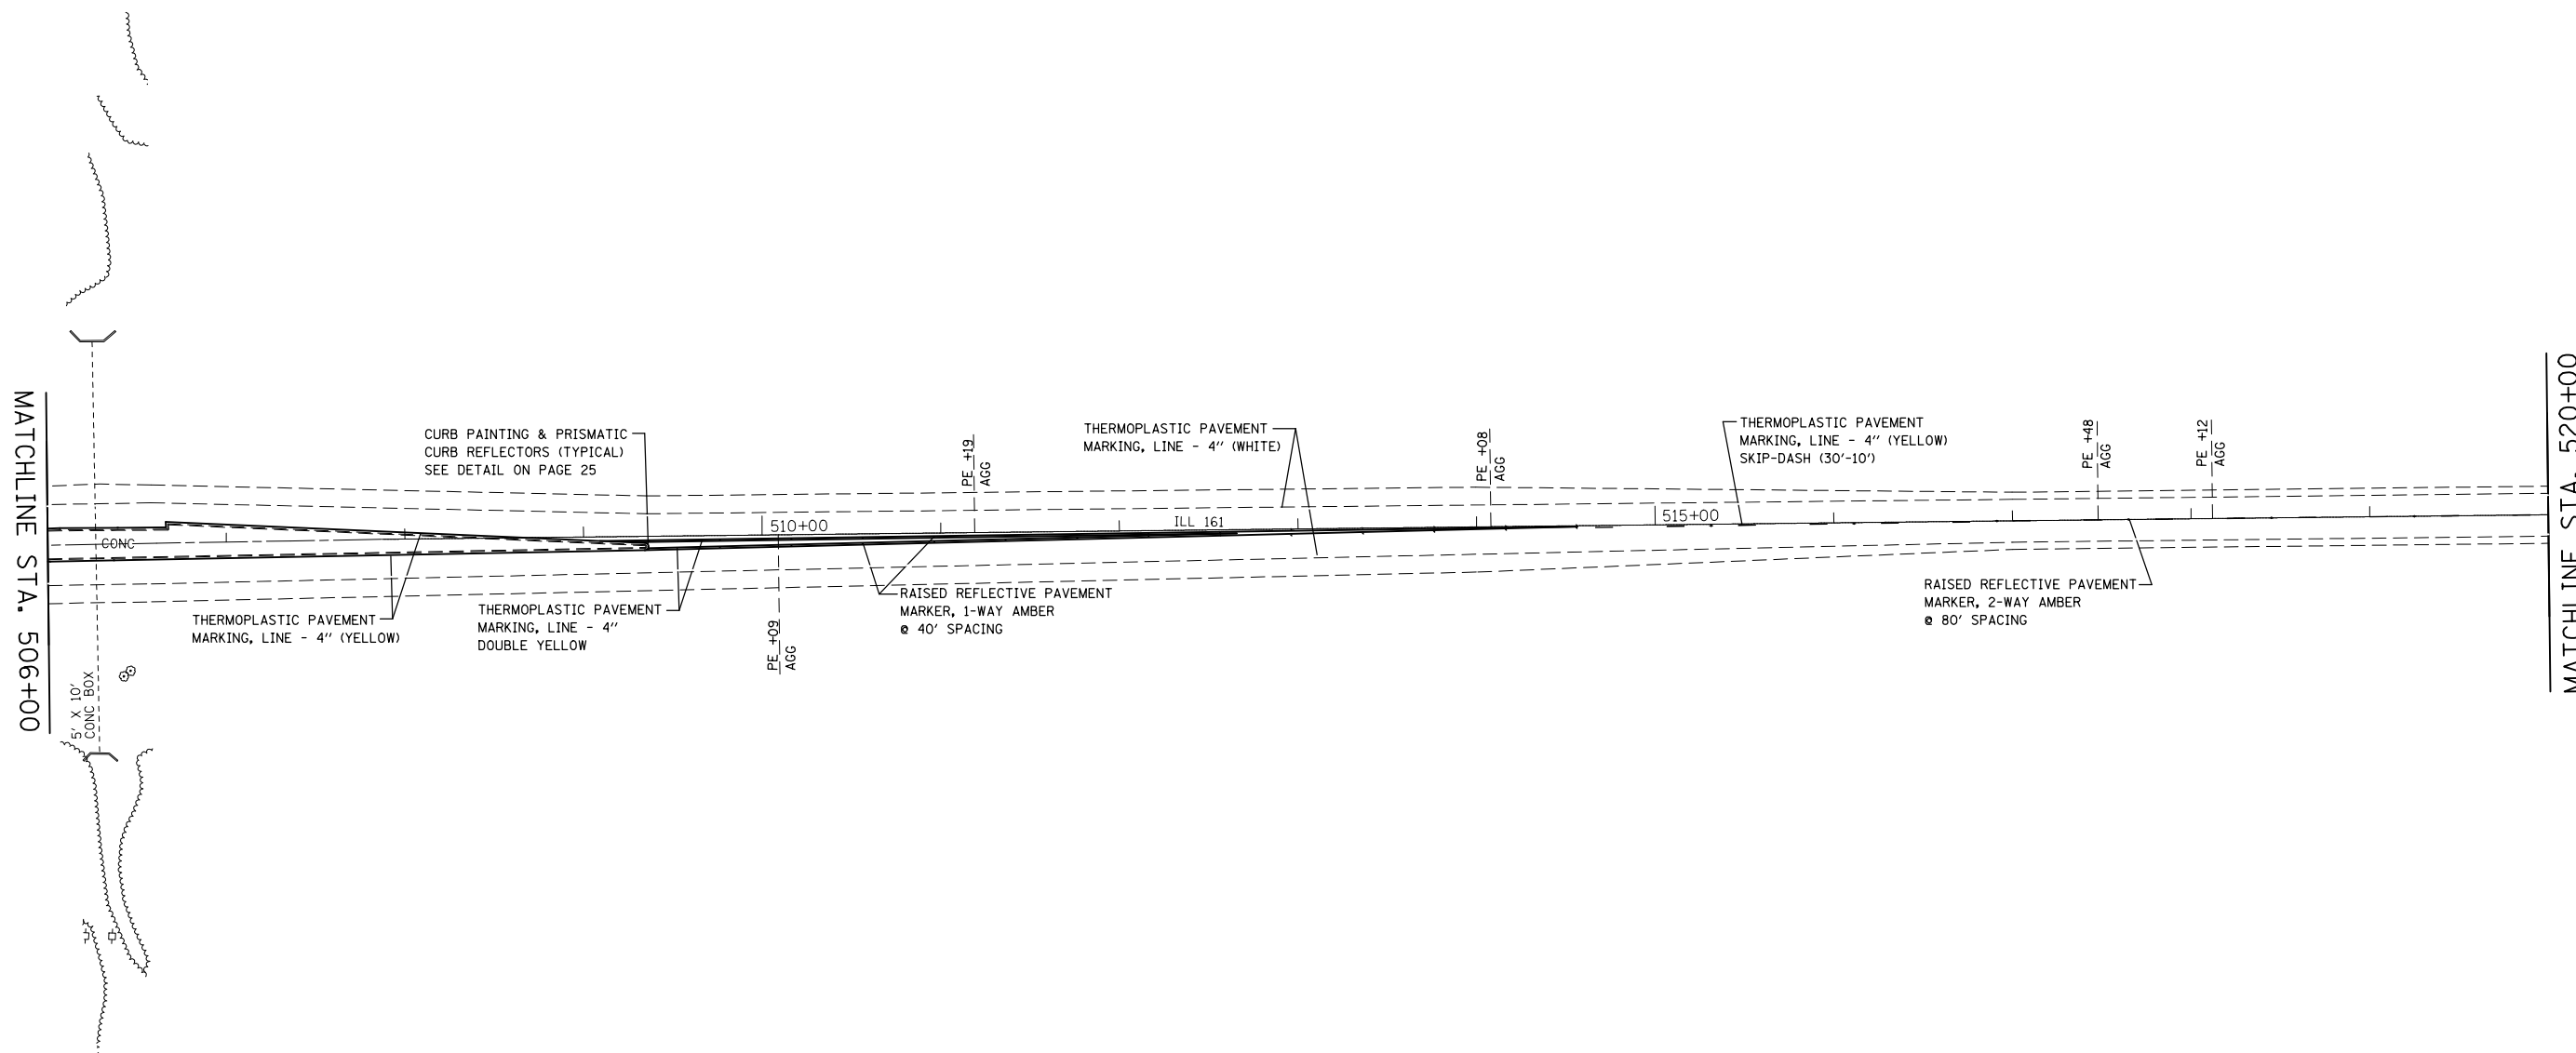 MATCHLINE STA. 506+00
CURB PAINTING & PRISMATIC
CURB REFLECTORS (TYPICAL)
SEE DETAIL ON PAGE 25
PE +19
AGG
THERMOPLASTIC PAVEMENT
MARKING, LINE - 4" (WHITE)
PE +08
AGG
THERMOPLASTIC PAVEMENT
MARKING, LINE - 4" (YELLOW)
SKIP-DASH (30'-10')
PE +48
AGG
PE +12
AGG
MATCHLINE STA. 520+00
CONC
510+00
ILL 161
515+00
THERMOPLASTIC PAVEMENT
MARKING, LINE - 4" (YELLOW)
THERMOPLASTIC PAVEMENT
MARKING, LINE - 4"
DOUBLE YELLOW
PE +09
AGG
RAISED REFLECTIVE PAVEMENT
MARKER, 1-WAY AMBER
@ 40' SPACING
RAISED REFLECTIVE PAVEMENT
MARKER, 2-WAY AMBER
@ 80' SPACING
5' X 10'
CONC BOX